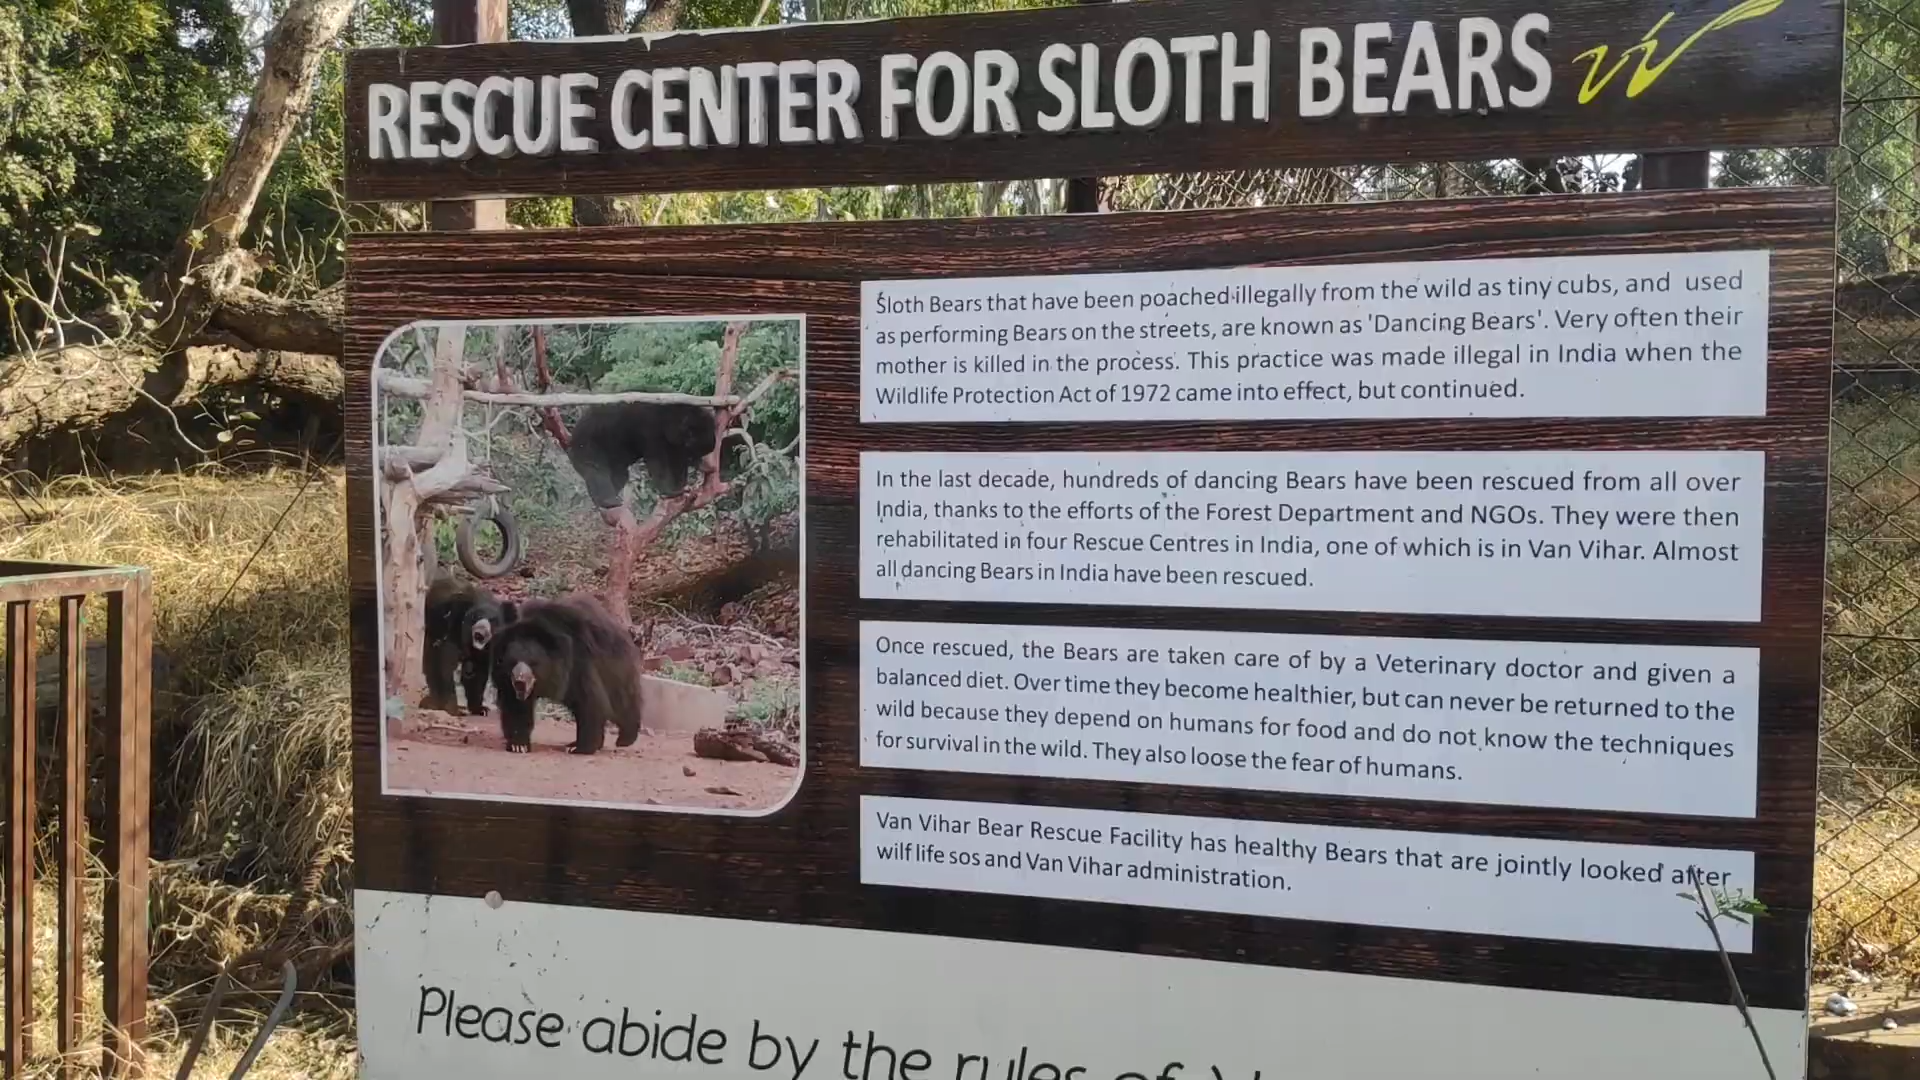 RESCUE CENTER FOR SLOTH BEARS
Sloth Bears that have been poached illegally from the wild as tiny cubs, and used
as performing Bears on the streets, are known as 'Dancing Bears'. Very often their
mother is killed in the process. This practice was made illegal in India when the
Wildlife Protection Act of 1972 came into effect, but continued.
In the last decade, hundreds of dancing Bears have been rescued from all over
India, thanks to the efforts of the Forest Department and NGOs. They were then
rehabilitated in four Rescue Centres in India, one of which is in Van Vihar. Almost
all dancing Bears in India have been rescued.
Once rescued, the Bears are taken care of by a Veterinary doctor and given a
balanced diet. Over time they become healthier, but can never be returned to the
wild because they depend on humans for food and do not know the techniques
for survival in the wild. They also loose the fear of humans.
Van Vihar Bear Rescue Facility has healthy Bears that are jointly looked after
wilf life sos and Van Vihar administration.
Please abide by the rules of